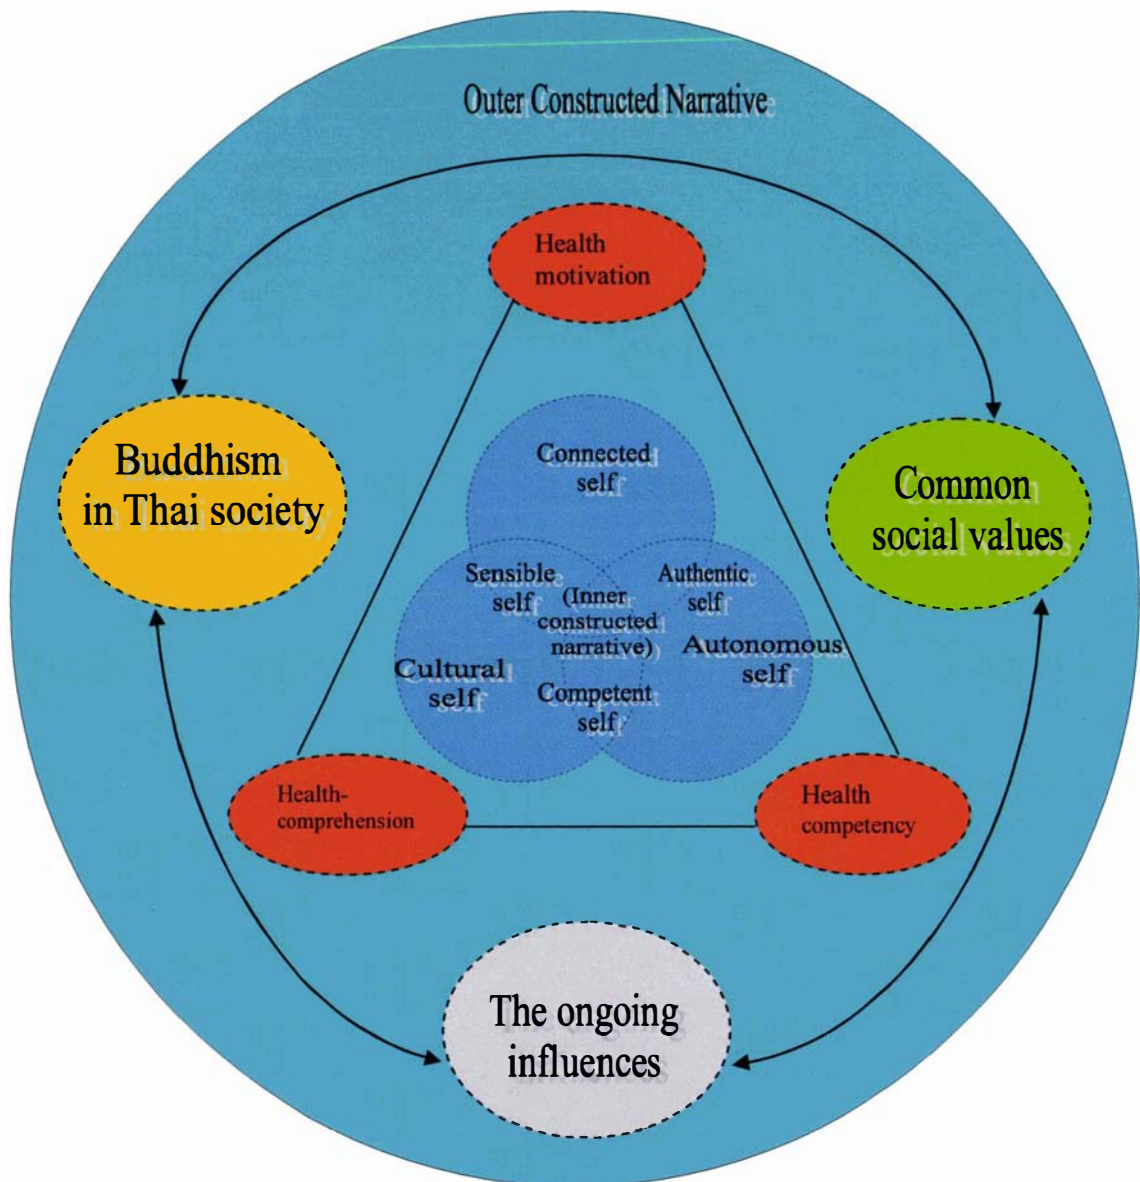 Outer Constructed Narrative
Health
motivation
Buddhism
in Thai society
Common
social values
Connected
self
Sensible
self
Authentic
self
(Inner
constructed
narrative)
Cultural
self
Autonomous
self
Competent
self
Health-
comprehension
Health
competency
The ongoing
influences